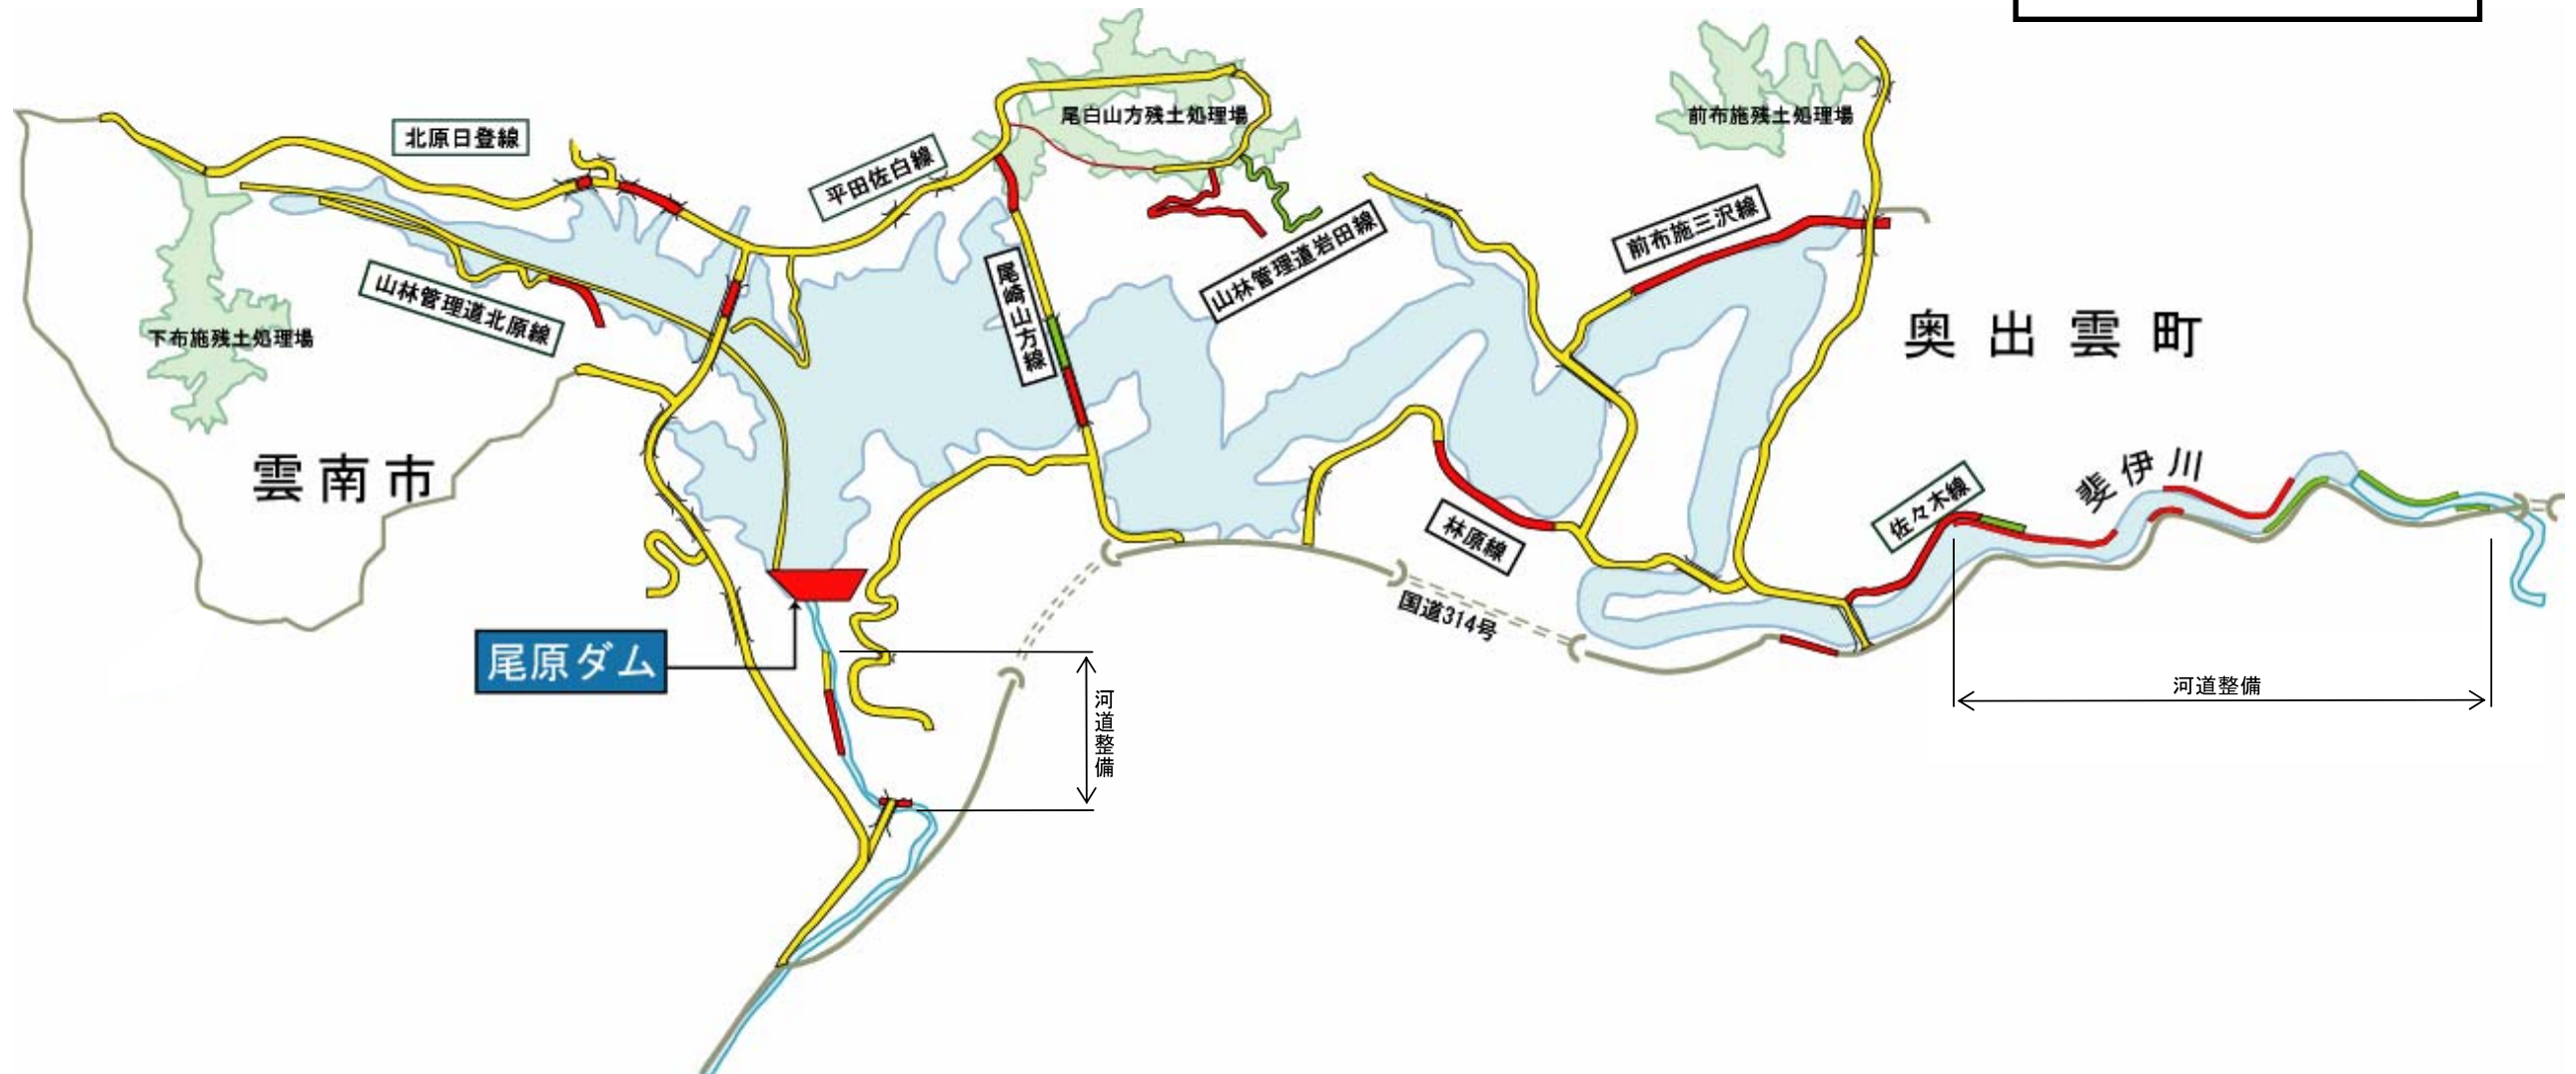 北原日登線
平田佐白線
尾白山方残土処理場
前布施残土処理場
山林管理道北原線
下布施残土処理場
尾崎山方線
山林管理道岩田線
前布施三沢線
奥出雲町
雲南市
林原線
佐々木線
斐伊川
国道314号
尾原ダム
河道整備
河道整備